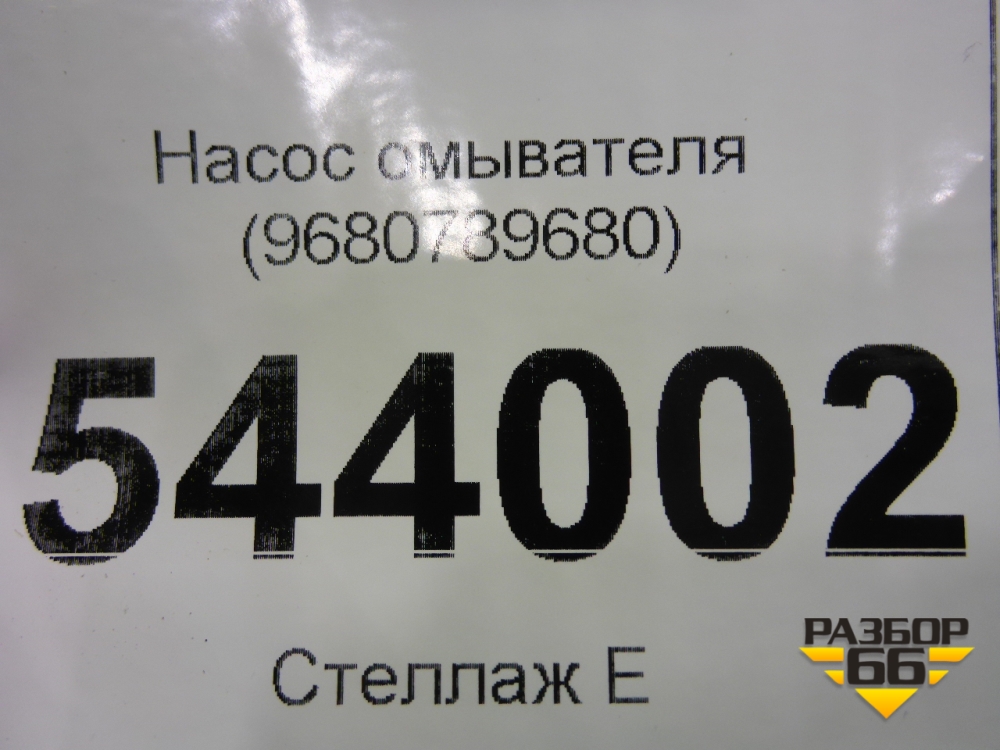 Насос омывателя
(9680789680)
544002
Стеллаж Е
РАЗБОР
66